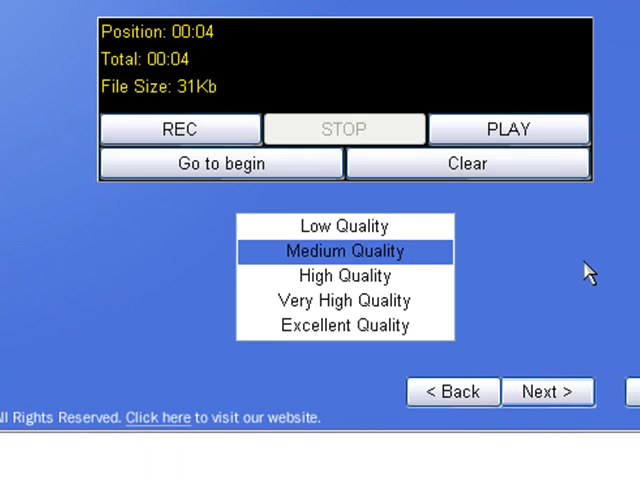 Position: 00:04
Total: 00:04
File Size: 31Kb
REC STOP PLAY
Go to begin Clear
Low Quality
Medium Quality
High Quality
Very High Quality
Excellent Quality
< Back Next >
All Rights Reserved. Click here to visit our website.